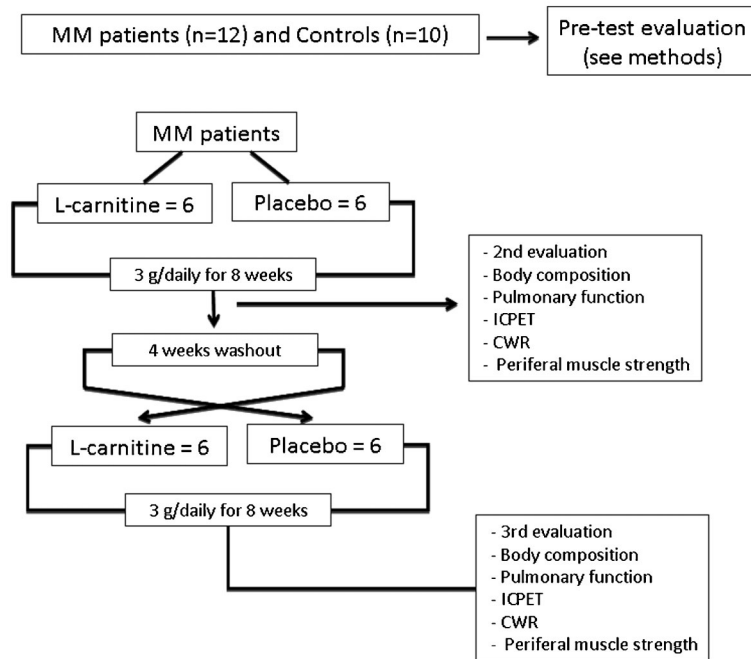 MM patients (n=12) and Controls (n=10)
Pre-test evaluation
(see methods)
MM patients
L-carnitine = 6
Placebo = 6
3 g/daily for 8 weeks
- 2nd evaluation
- Body composition
- Pulmonary function
- ICPET
- CWR
- Periferal muscle strength
4 weeks washout
L-carnitine = 6
Placebo = 6
3 g/daily for 8 weeks
- 3rd evaluation
- Body composition
- Pulmonary function
- ICPET
- CWR
- Periferal muscle strength